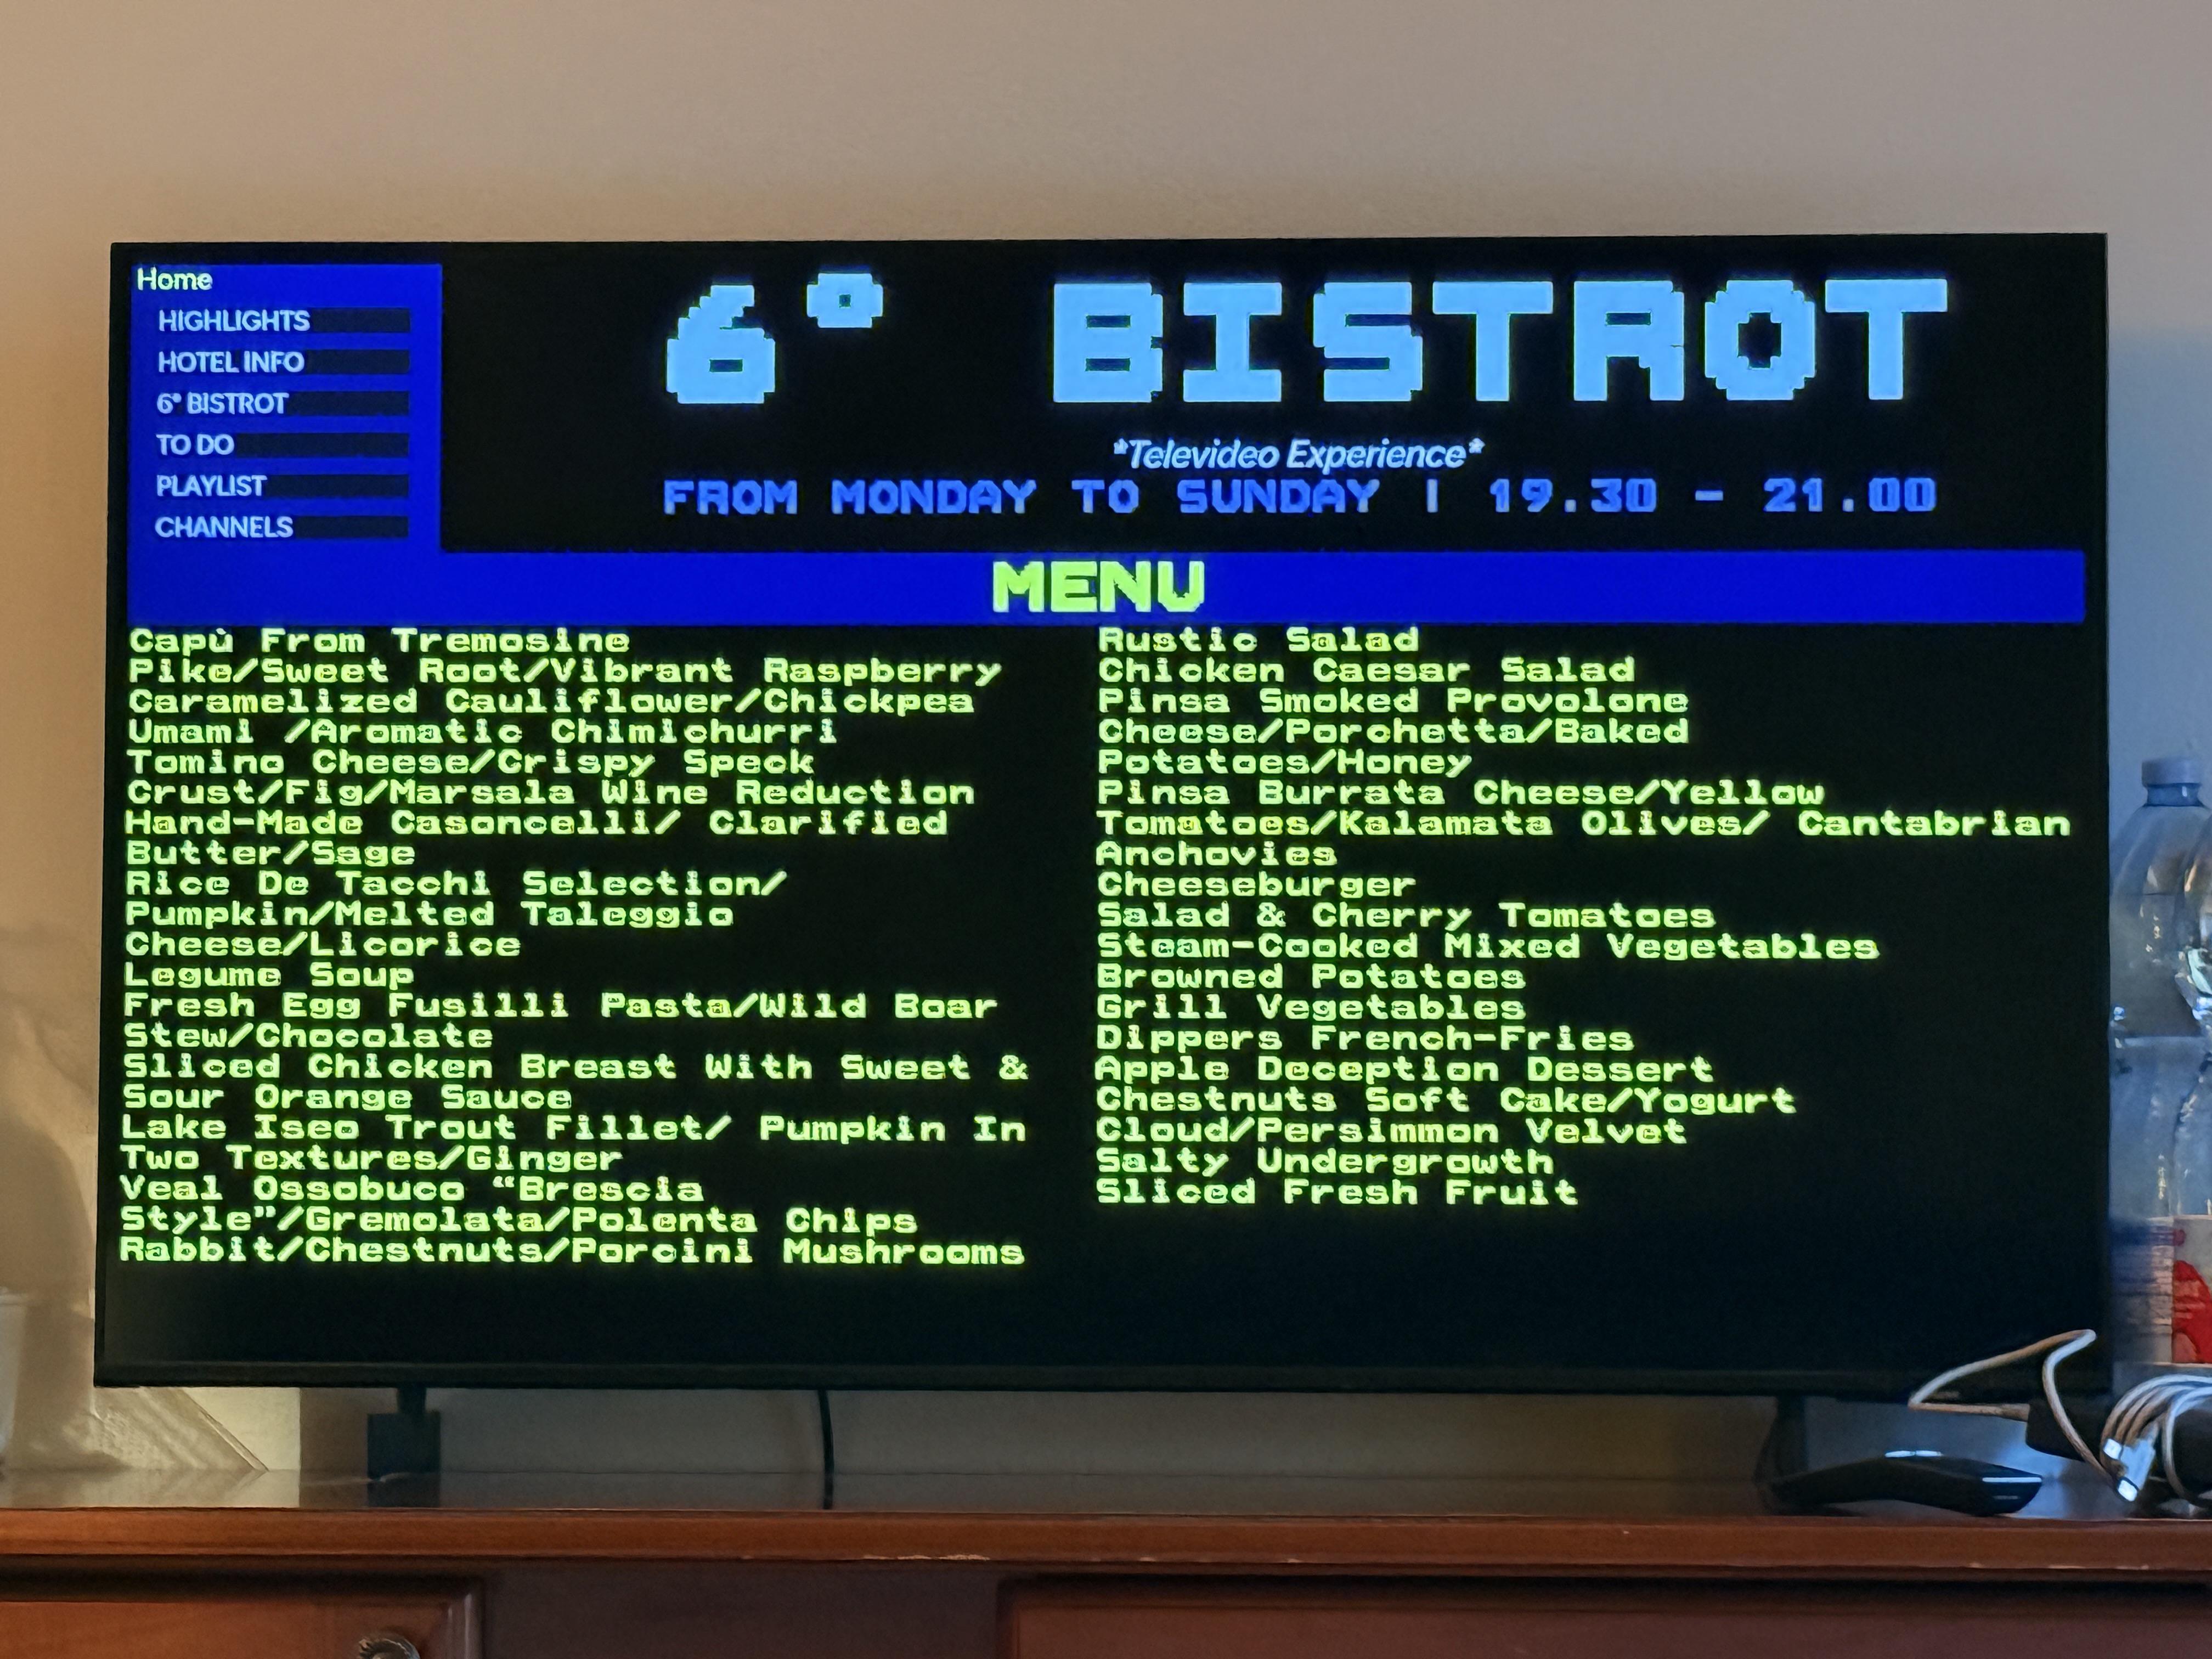 Home
HIGHLIGHTS
HOTEL INFO
6° BISTROT
TO DO
PLAYLIST
CHANNELS
6° BISTROT
*Televideo Experience*
FROM MONDAY TO SUNDAY | 19.30 - 21.00
MENU
Capù From Tremosine
Pike/Sweet Root/Vibrant Raspberry
Caramelized Cauliflower/Chickpea
Umami /Aromatic Chimichurri
Tomino Cheese/Crispy Speck
Crust/Fig/Marsala Wine Reduction
Hand-Made Casoncelli/ Clarified
Butter/Sage
Rice De Tacchi Selection/
Pumpkin/Melted Taleggio
Cheese/Licorice
Legume Soup
Fresh Egg Fusilli Pasta/Wild Boar
Stew/Chocolate
Sliced Chicken Breast With Sweet &
Sour Orange Sauce
Lake Iseo Trout Fillet/ Pumpkin In
Two Textures/Ginger
Veal Ossobuco “Brescia
Style”/Gremolata/Polenta Chips
Rabbit/Chestnuts/Porcini Mushrooms
Rustic Salad
Chicken Caesar Salad
Pinsa Smoked Provolone
Cheese/Porchetta/Baked
Potatoes/Honey
Pinsa Burrata Cheese/Yellow
Tomatoes/Kalamata Olives/ Cantabrian
Anchovies
Cheeseburger
Salad & Cherry Tomatoes
Steam-Cooked Mixed Vegetables
Browned Potatoes
Grill Vegetables
Dippers French-Fries
Apple Deception Dessert
Chestnuts Soft Cake/Yogurt
Cloud/Persimmon Velvet
Salty Undergrowth
Sliced Fresh Fruit